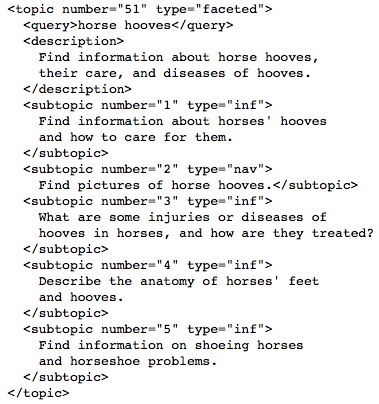 <topic number="51" type="faceted">
<query>horse hooves</query>
<description>
Find information about horse hooves,
their care, and diseases of hooves.
</description>
<subtopic number="1" type="inf">
Find information about horses' hooves
and how to care for them.
</subtopic>
<subtopic number="2" type="nav">
Find pictures of horse hooves.</subtopic>
<subtopic number="3" type="inf">
What are some injuries or diseases of
hooves in horses, and how are they treated?
</subtopic>
<subtopic number="4" type="inf">
Describe the anatomy of horses' feet
and hooves.
</subtopic>
<subtopic number="5" type="inf">
Find information on shoeing horses
and horseshoe problems.
</subtopic>
</topic>